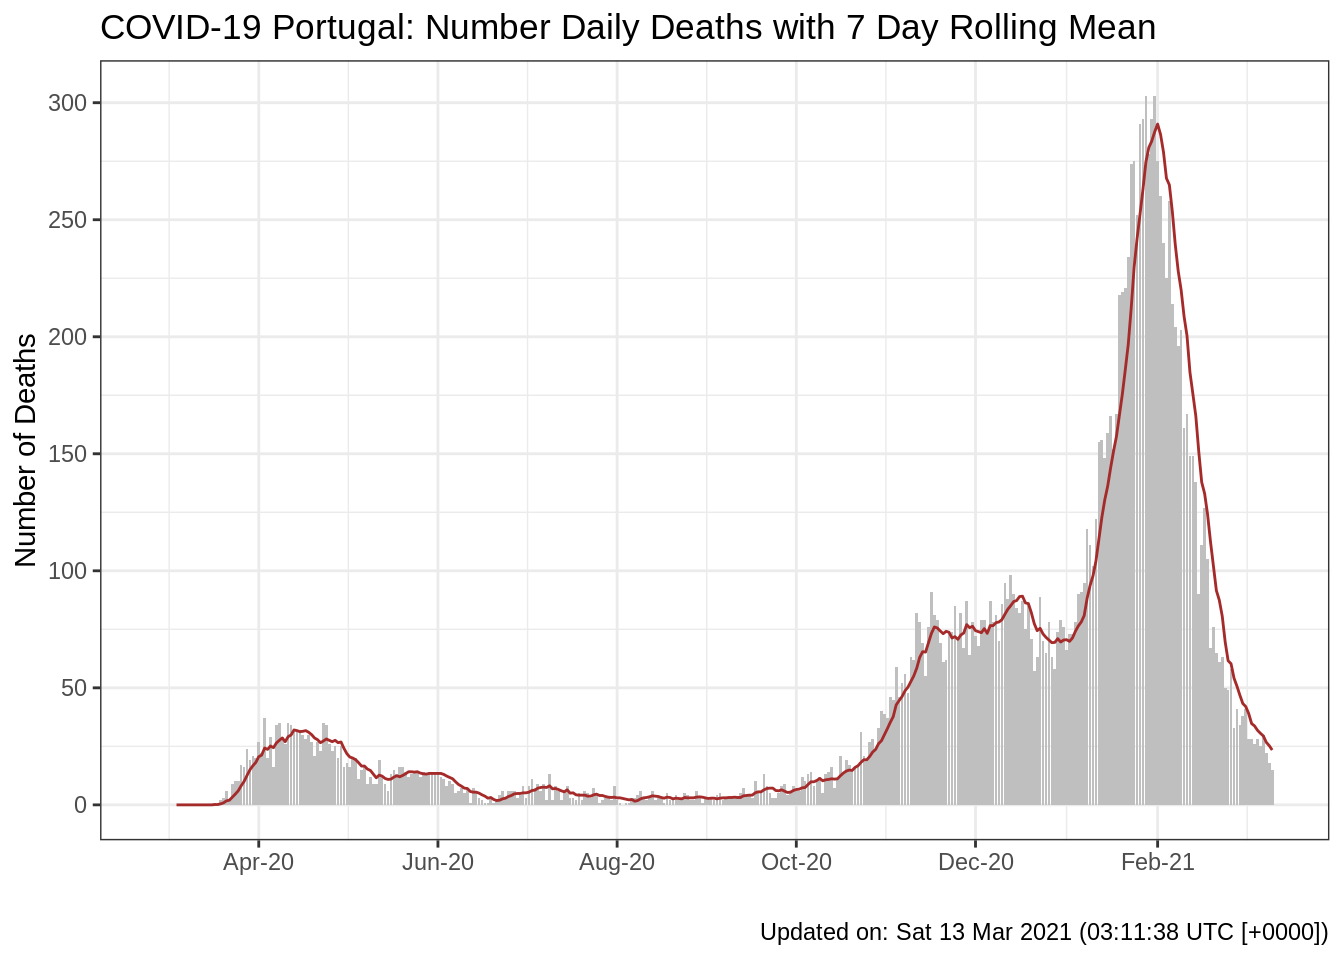 COVID-19 Portugal: Number Daily Deaths with 7 Day Rolling Mean
Number of Deaths
300
250
200
150
100
50
0
Apr-20
Jun-20
Aug-20
Oct-20
Dec-20
Feb-21
Updated on: Sat 13 Mar 2021 (03:11:38 UTC [+0000])